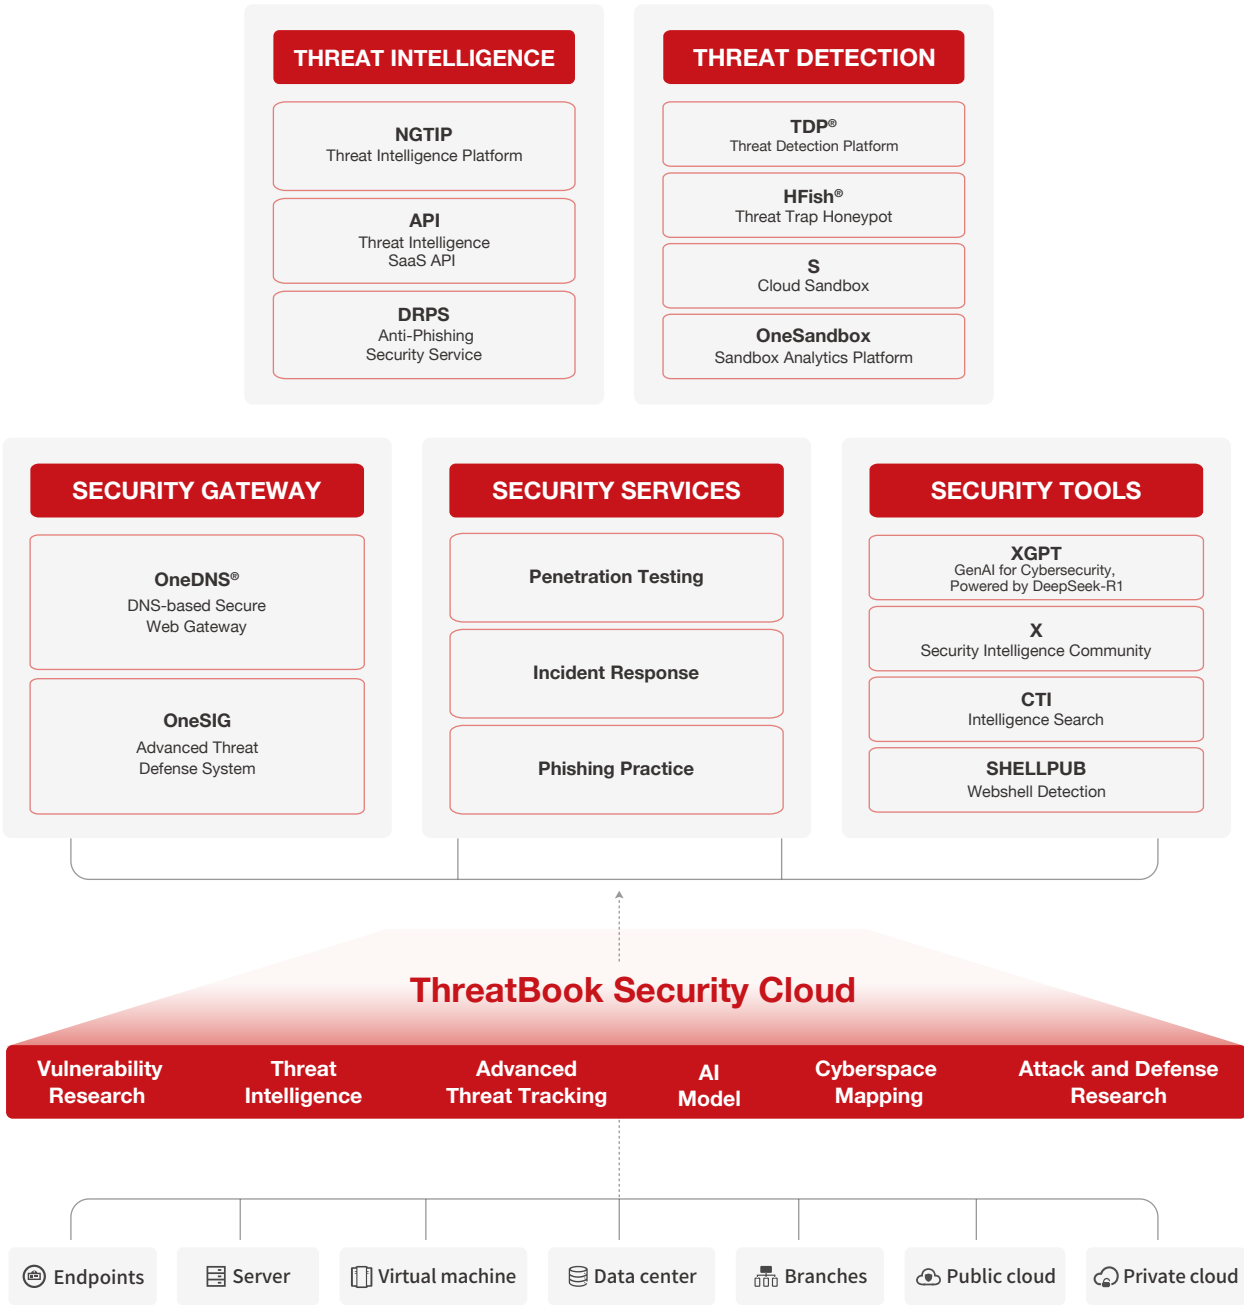 THREAT INTELLIGENCE
NGTIP
Threat Intelligence Platform
API
Threat Intelligence
SaaS API
DRPS
Anti-Phishing
Security Service
THREAT DETECTION
TDP®
Threat Detection Platform
HFish®
Threat Trap Honeypot
S
Cloud Sandbox
OneSandbox
Sandbox Analytics Platform
SECURITY GATEWAY
OneDNS®
DNS-based Secure
Web Gateway
OneSIG
Advanced Threat
Defense System
SECURITY SERVICES
Penetration Testing
Incident Response
Phishing Practice
SECURITY TOOLS
XGPT
GenAI for Cybersecurity,
Powered by DeepSeek-R1
X
Security Intelligence Community
CTI
Intelligence Search
SHELLPUB
Webshell Detection
ThreatBook Security Cloud
Vulnerability
Research
Threat
Intelligence
Advanced
Threat Tracking
AI
Model
Cyberspace
Mapping
Attack and Defense
Research
Endpoints
Server
Virtual machine
Data center
Branches
Public cloud
Private cloud